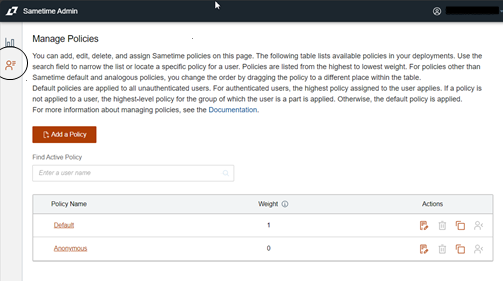 Sametime Admin
Manage Policies
You can add, edit, delete, and assign Sametime policies on this page. The following table lists available policies in your deployments. Use the
search field to narrow the list or locate a specific policy for a user. Policies are listed from the highest to lowest weight. For policies other than
Sametime default and analogous policies, you change the order by dragging the policy to a different place within the table.
Default policies are applied to all unauthenticated users. For authenticated users, the highest policy assigned to the user applies. If a policy is
not applied to a user, the highest-level policy for the group of which the user is a part is applied. Otherwise, the default policy is applied.
For more information about managing policies, see the Documentation.
Add a Policy
Find Active Policy
Enter a user name
Policy Name Weight Actions
Default 1
Anonymous 0